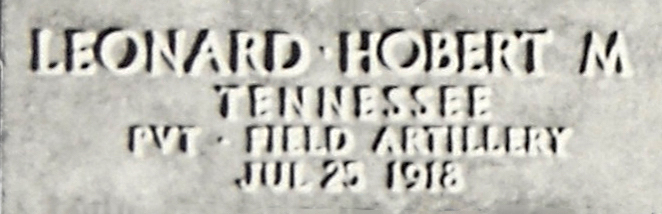 LEONARD · HOBERT M
TENNESSEE
PVT · FIELD ARTILLERY
JUL 25 1918